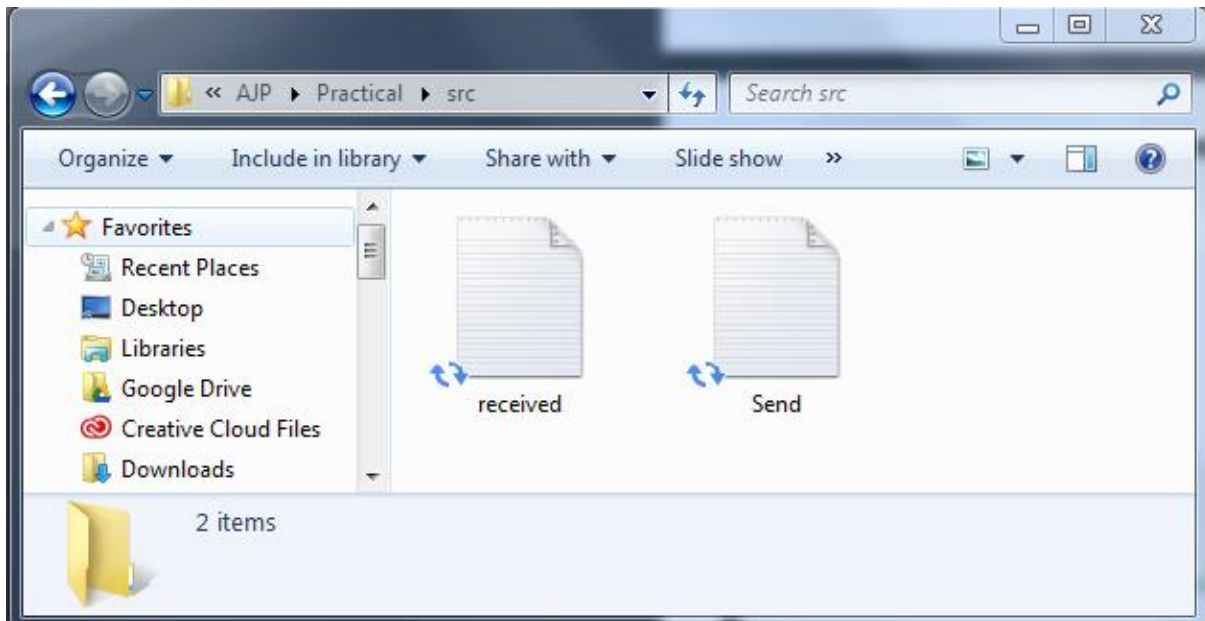 « AJP Practical src Search src
Organize Include in library Share with Slide show »
Favorites
Recent Places
Desktop
Libraries
Google Drive
Creative Cloud Files
Downloads
received Send
2 items